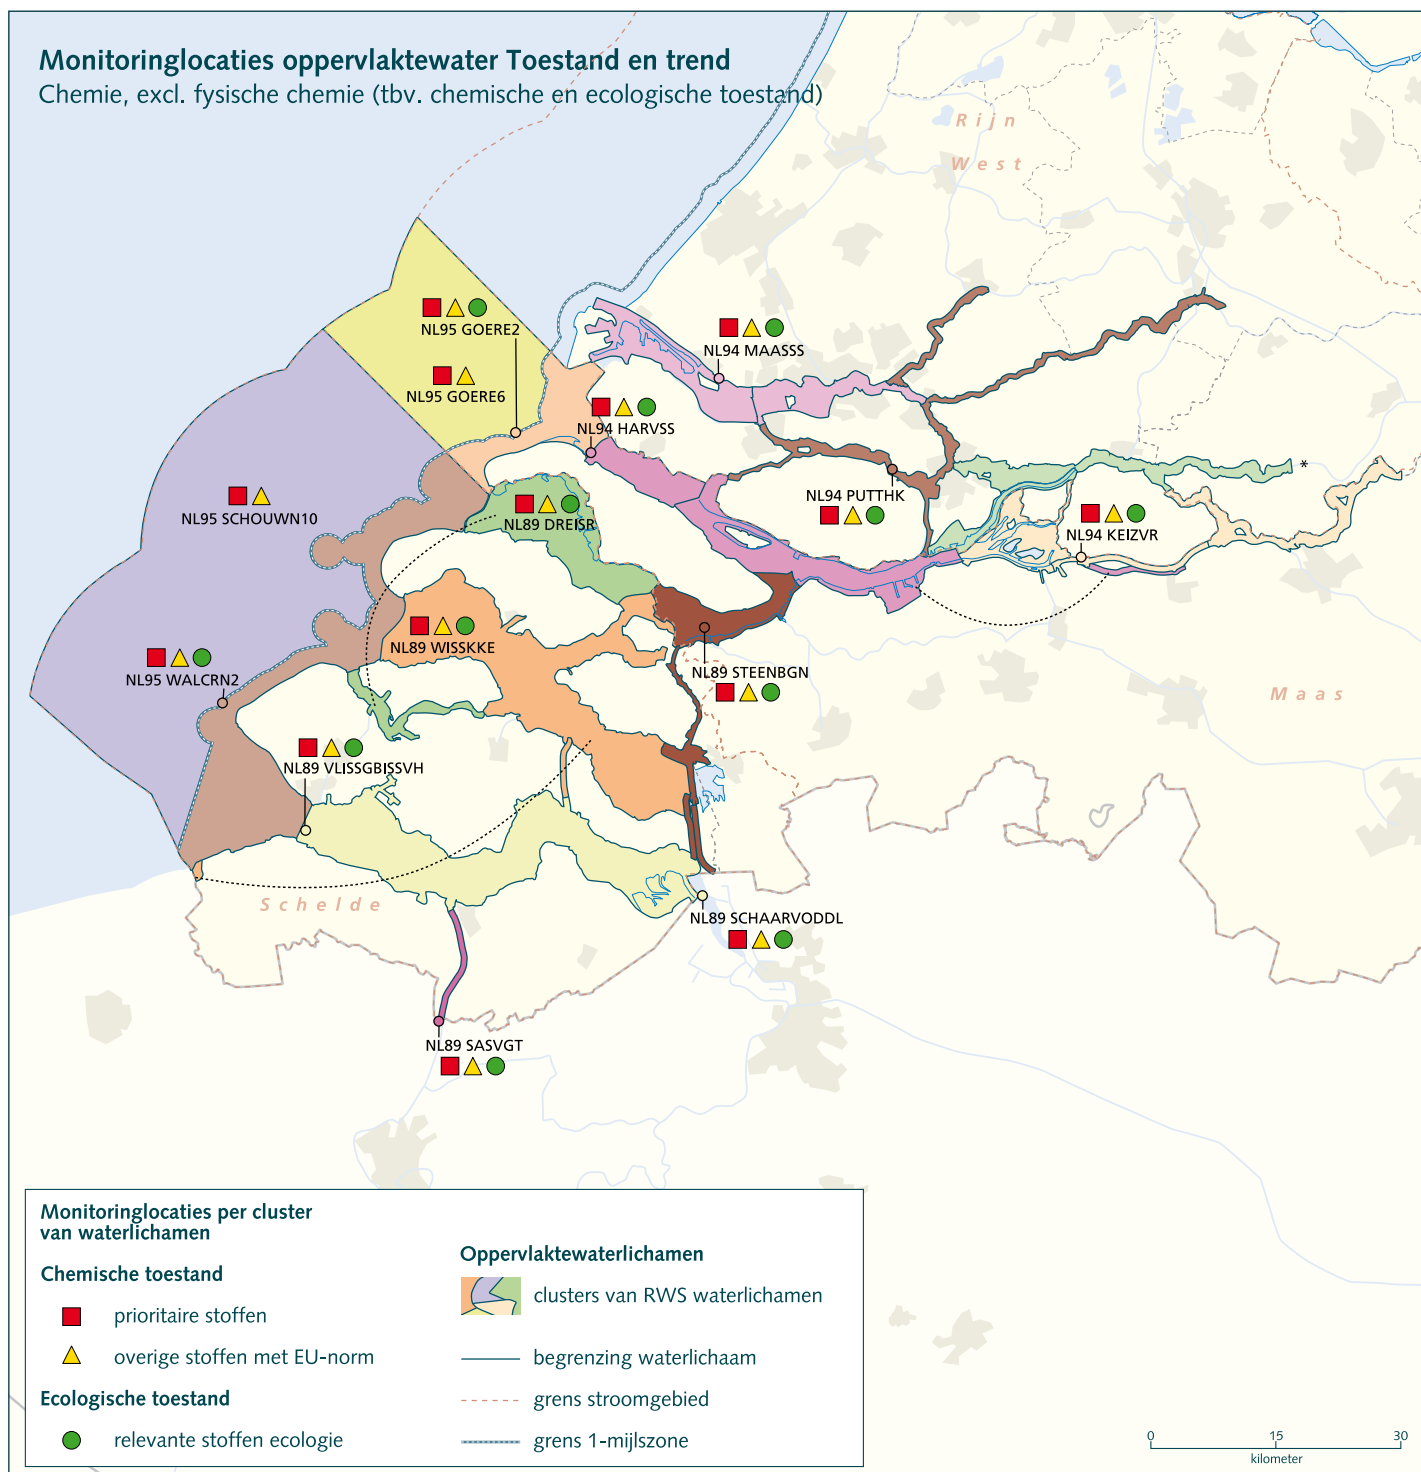 Monitoringlocaties oppervlaktewater Toestand en trend
Chemie, excl. fysische chemie (tbv. chemische en ecologische toestand)
Rijn
West
NL95 GOERE2
NL94 MAASSS
NL95 GOERE6
NL94 HARVSS
*
NL95 SCHOUWN10
NL89 DREISR
NL94 PUTTHK
NL94 KEIZVR
NL89 WISSKKE
NL95 WALCRN2
NL89 STEENBGN
Maas
NL89 VLISSGBISSVH
Schelde
NL89 SCHAARVODDL
NL89 SASVGT
Monitoringlocaties per cluster
van waterlichamen
Chemische toestand
prioritaire stoffen
overige stoffen met EU-norm
Ecologische toestand
relevante stoffen ecologie
Oppervlaktewaterlichamen
clusters van RWS waterlichamen
begrenzing waterlichaam
grens stroomgebied
grens 1-mijlszone
0 15 30
kilometer